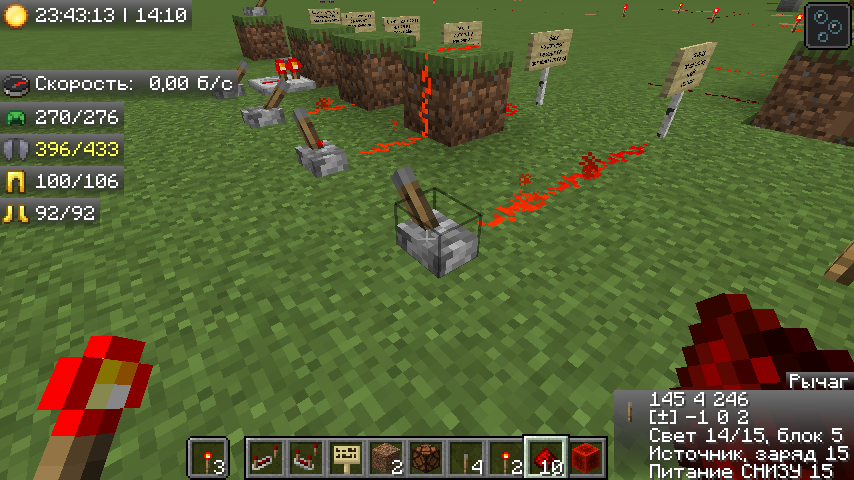 23:43:13 | 14:10
Скорость: 0,00 б/с
270/276
396/433
100/106
92/92
Рычаг
145 4 246
[±] -1 0 2
Свет 14/15, блок 5
Источник, заряд 15
Питание СНИЗУ 15
3
2
4
2
10